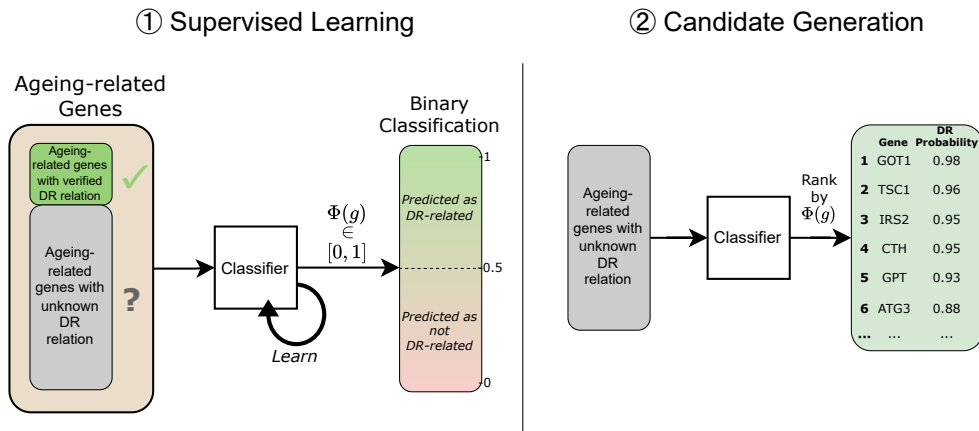 ① Supervised Learning
Ageing-related
Genes
Ageing-
related genes
with verified
DR relation
✓
Ageing-
related
genes with
unknown
DR
relation
?
Classifier
Learn
Φ(g)
∈
[0, 1]
Binary
Classification
1
Predicted as
DR-related
0.5
Predicted as
not
DR-related
0
② Candidate Generation
Ageing-
related
genes with
unknown
DR
relation
Classifier
Rank
by
Φ(g)
DR
Gene Probability
1 GOT1 0.98
2 TSC1 0.96
3 IRS2 0.95
4 CTH 0.95
5 GPT 0.93
6 ATG3 0.88
... ... ...